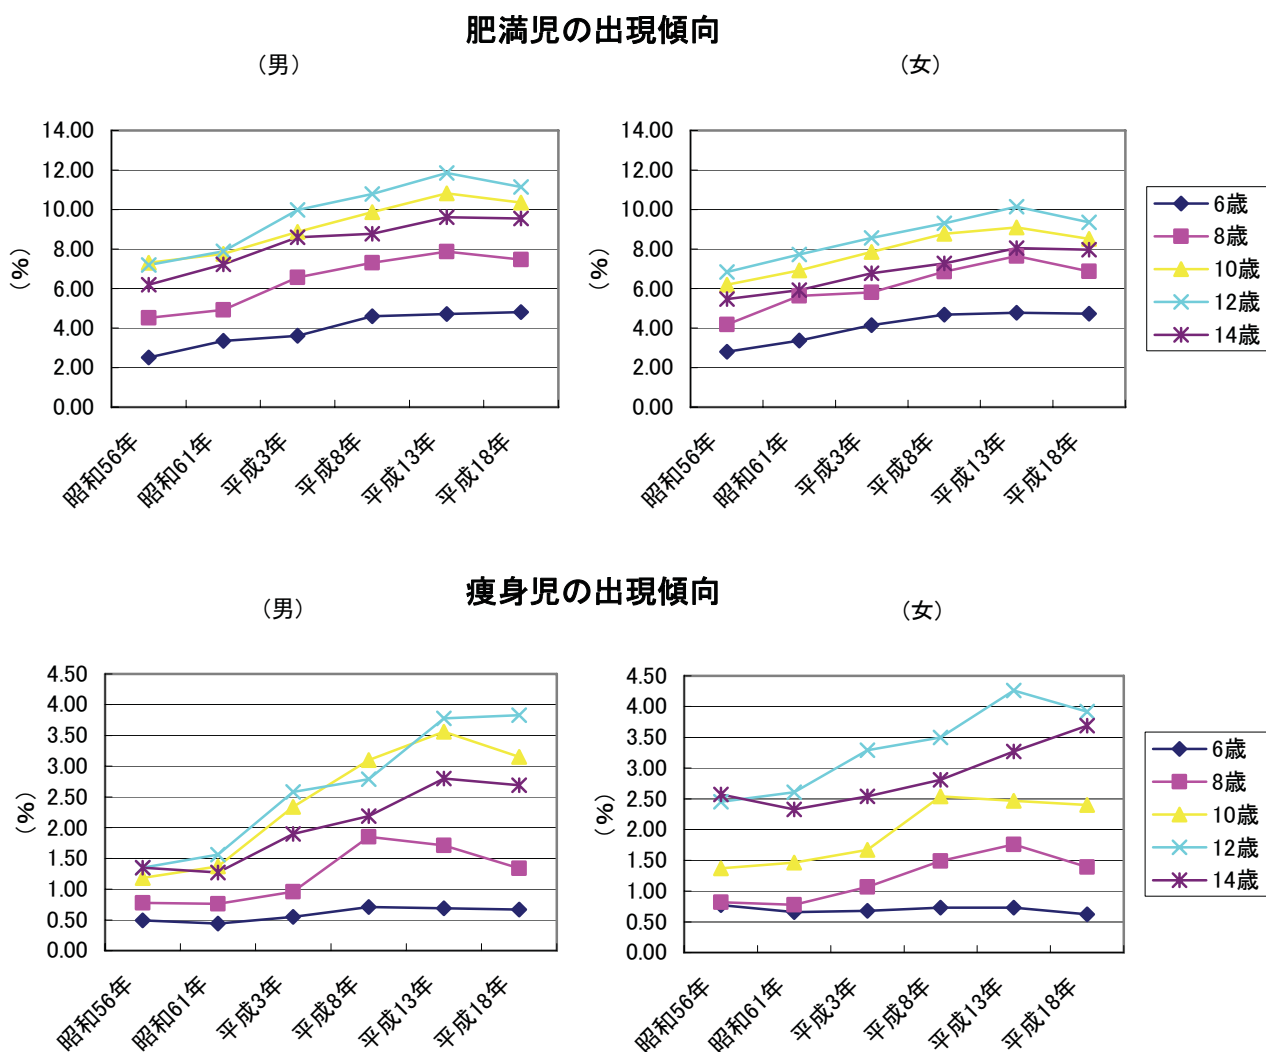 肥満児の出現傾向
（男）
（女）
14.00
12.00
10.00
8.00
6.00
4.00
2.00
0.00
（%）
昭和56年
昭和61年
平成3年
平成8年
平成13年
平成18年
14.00
12.00
10.00
8.00
6.00
4.00
2.00
0.00
（%）
昭和56年
昭和61年
平成3年
平成8年
平成13年
平成18年
6歳
8歳
10歳
12歳
14歳
痩身児の出現傾向
（男）
（女）
4.50
4.00
3.50
3.00
2.50
2.00
1.50
1.00
0.50
0.00
（%）
昭和56年
昭和61年
平成3年
平成8年
平成13年
平成18年
4.50
4.00
3.50
3.00
2.50
2.00
1.50
1.00
0.50
0.00
（%）
昭和56年
昭和61年
平成3年
平成8年
平成13年
平成18年
6歳
8歳
10歳
12歳
14歳